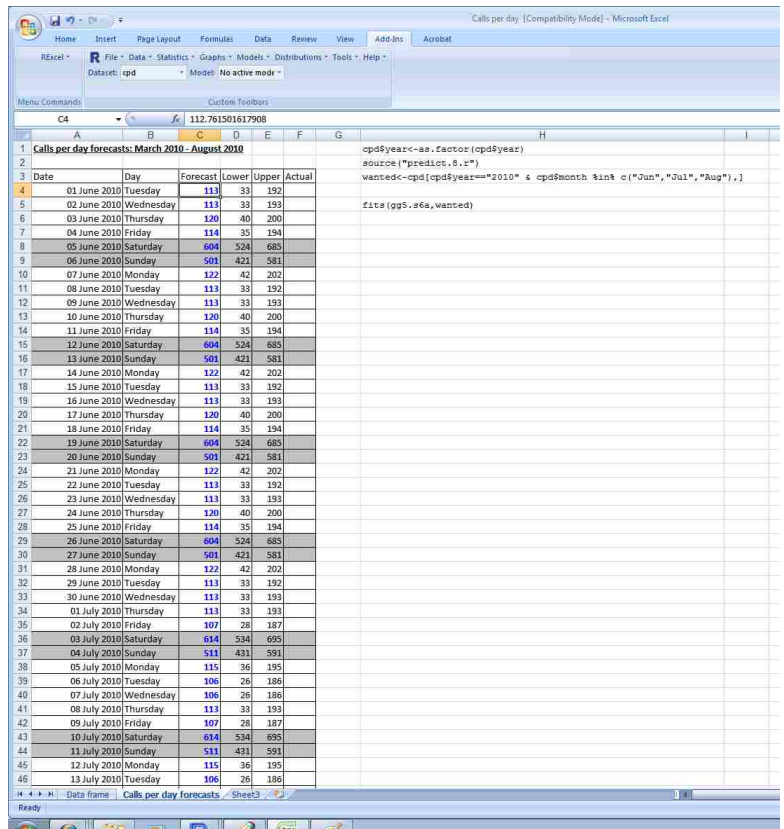 Calls per day [Compatibility Mode] - Microsoft Excel
Home Insert Page Layout Formulas Data Review View Add-Ins Acrobat
RExcel R File Data Statistics Graphs Models Distributions Tools Help
Dataset: cpd Model: No active mode
Menu Commands Custom Toolbars
C4 fx 112.761501617908
A B C D E F G H I
1 Calls per day forecasts: March 2010 - August 2010 cpd$year<-as.factor(cpd$year)
2 source("predict.8.r")
3 Date Day Forecast Lower Upper Actual wanted<-cpd[cpd$year=="2010" & cpd$month %in% c("Jun","Jul","Aug"),]
4 01 June 2010 Tuesday 113 33 192
5 02 June 2010 Wednesday 113 33 193 fits(gg5.s6a,wanted)
6 03 June 2010 Thursday 120 40 200
7 04 June 2010 Friday 114 35 194
8 05 June 2010 Saturday 604 524 685
9 06 June 2010 Sunday 501 421 581
10 07 June 2010 Monday 122 42 202
11 08 June 2010 Tuesday 113 33 192
12 09 June 2010 Wednesday 113 33 193
13 10 June 2010 Thursday 120 40 200
14 11 June 2010 Friday 114 35 194
15 12 June 2010 Saturday 604 524 685
16 13 June 2010 Sunday 501 421 581
17 14 June 2010 Monday 122 42 202
18 15 June 2010 Tuesday 113 33 192
19 16 June 2010 Wednesday 113 33 193
20 17 June 2010 Thursday 120 40 200
21 18 June 2010 Friday 114 35 194
22 19 June 2010 Saturday 604 524 685
23 20 June 2010 Sunday 501 421 581
24 21 June 2010 Monday 122 42 202
25 22 June 2010 Tuesday 113 33 192
26 23 June 2010 Wednesday 113 33 193
27 24 June 2010 Thursday 120 40 200
28 25 June 2010 Friday 114 35 194
29 26 June 2010 Saturday 604 524 685
30 27 June 2010 Sunday 501 421 581
31 28 June 2010 Monday 122 42 202
32 29 June 2010 Tuesday 113 33 192
33 30 June 2010 Wednesday 113 33 193
34 01 July 2010 Thursday 113 33 193
35 02 July 2010 Friday 107 28 187
36 03 July 2010 Saturday 614 534 695
37 04 July 2010 Sunday 511 431 591
38 05 July 2010 Monday 115 36 195
39 06 July 2010 Tuesday 106 26 186
40 07 July 2010 Wednesday 106 26 186
41 08 July 2010 Thursday 113 33 193
42 09 July 2010 Friday 107 28 187
43 10 July 2010 Saturday 614 534 695
44 11 July 2010 Sunday 511 431 591
45 12 July 2010 Monday 115 36 195
46 13 July 2010 Tuesday 106 26 186
Data frame Calls per day forecasts Sheet3
Ready